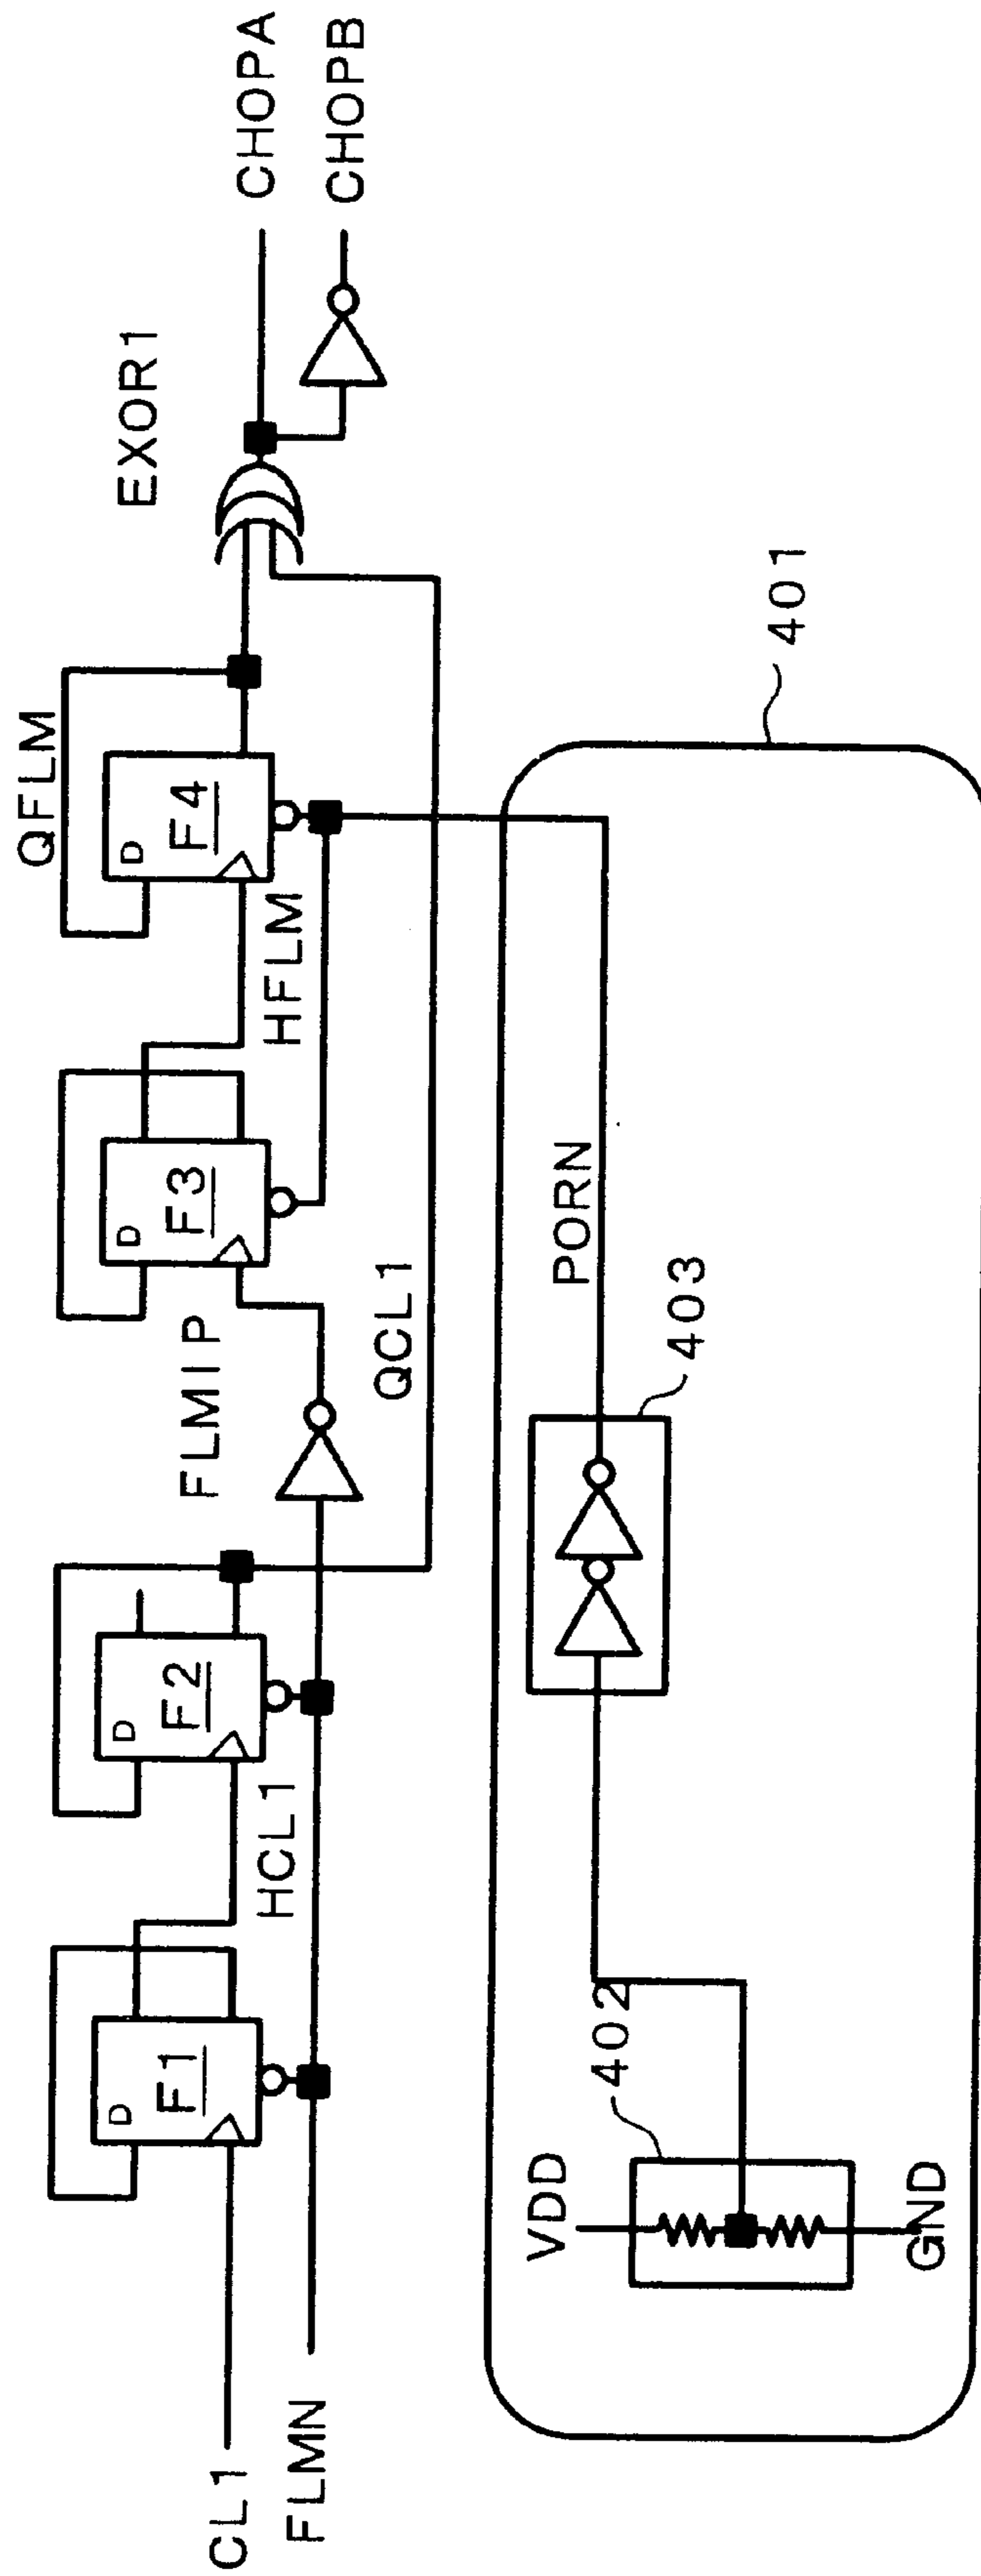 CL1
FLMN
D
F1
HCL1
D
F2
FLMIP
QCL1
D
F3
HFLM
D
F4
QFLM
EXOR1
CHOPA
CHOPB
VDD
GND
402
403
PORN
401